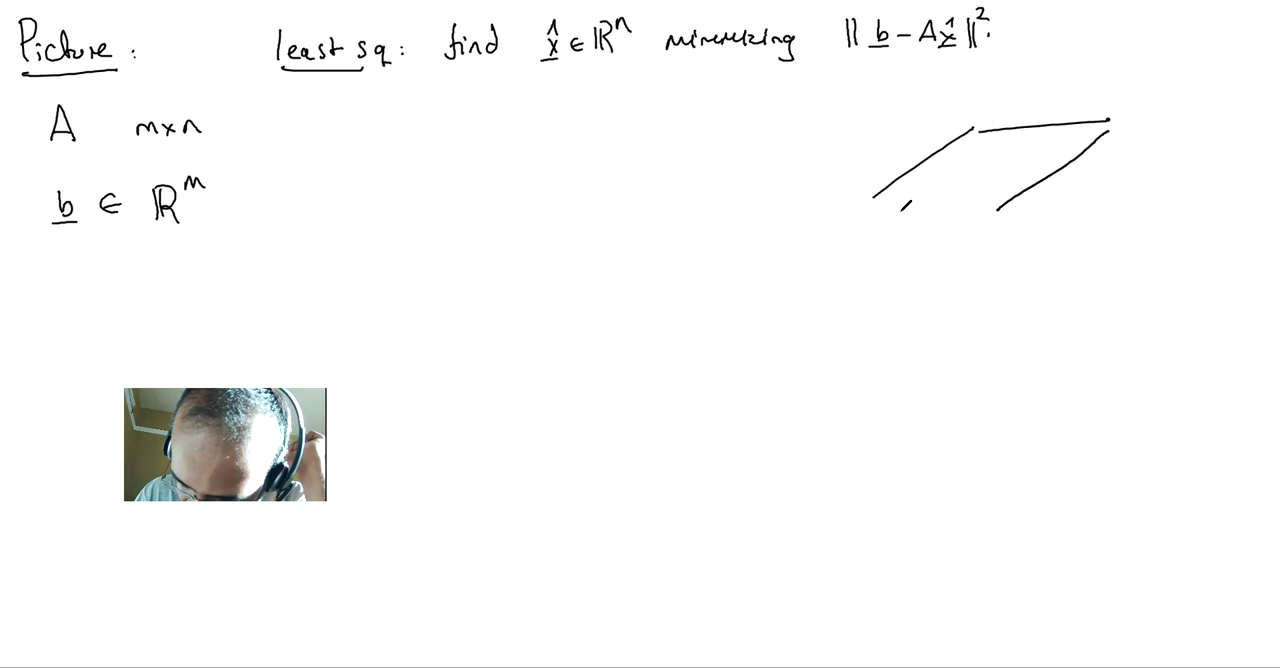 Picture: least sq: find x̂ ∈ ℝⁿ minimizing ‖b - Ax̂‖².
A m×n
b ∈ ℝᵐ